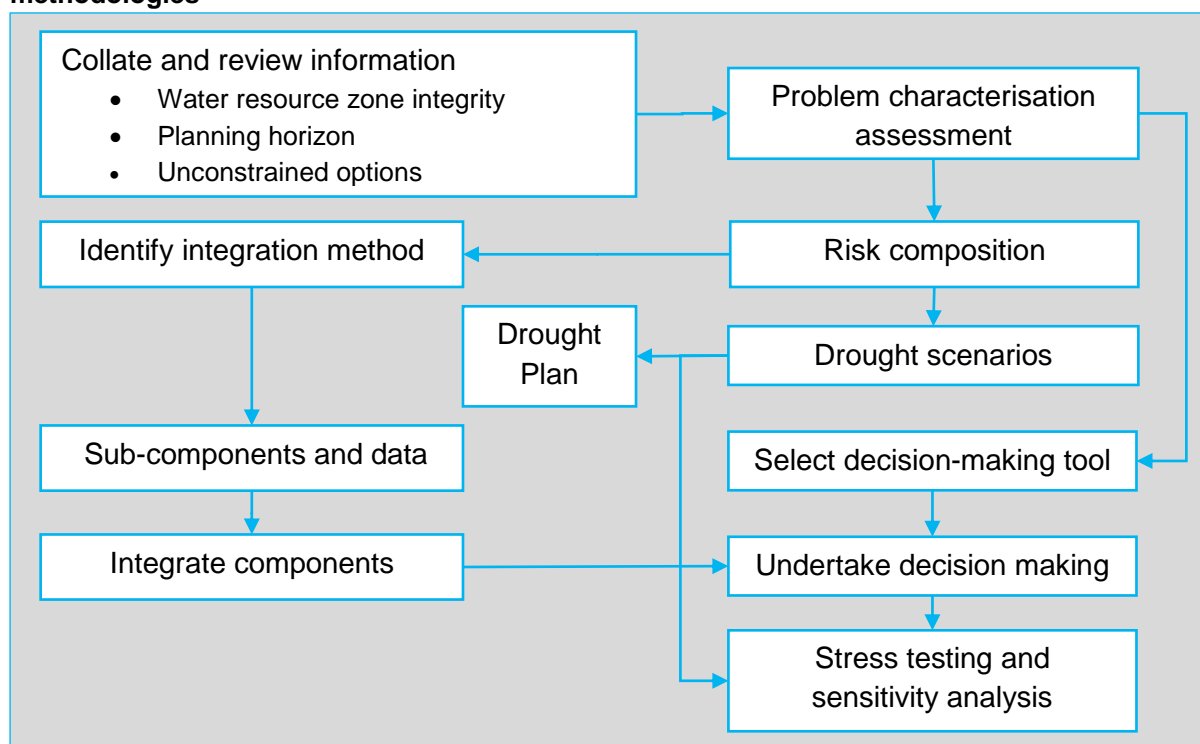 methodologies
Collate and review information
• Water resource zone integrity
• Planning horizon
• Unconstrained options
Problem characterisation
assessment
Identify integration method
Risk composition
Drought
Plan
Drought scenarios
Sub-components and data
Select decision-making tool
Integrate components
Undertake decision making
Stress testing and
sensitivity analysis